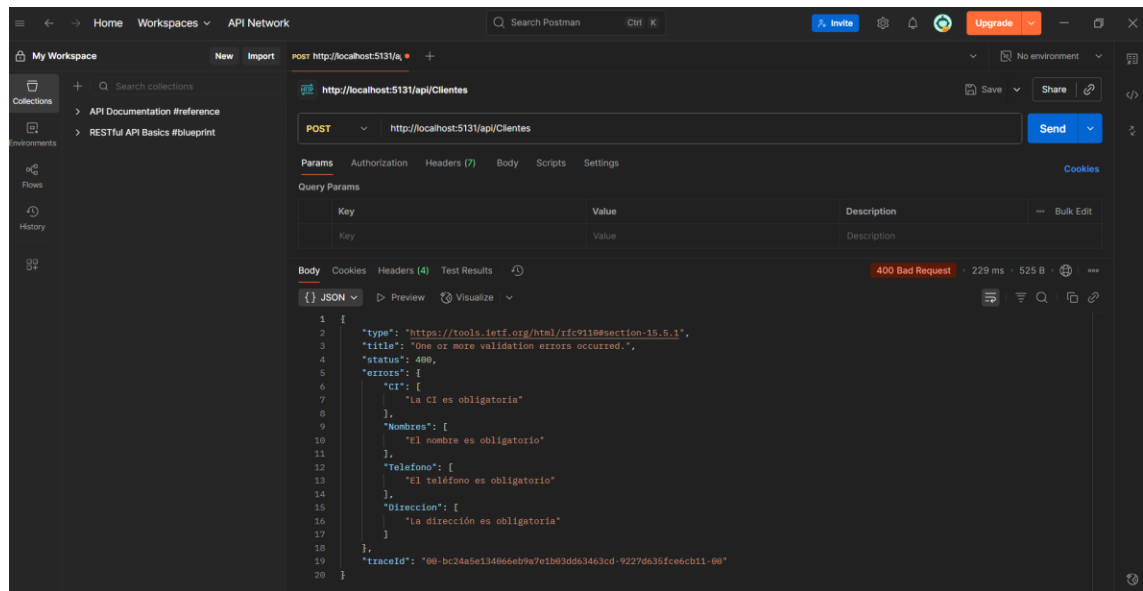 Home Workspaces API Network Search Postman Ctrl K Invite Upgrade
My Workspace New Import POST http://localhost:5131/a No environment
Collections
Search collections
API Documentation #reference
RESTful API Basics #blueprint
Environments
Flows
History
HTTP http://localhost:5131/api/Clientes Save Share
POST http://localhost:5131/api/Clientes Send
Params Authorization Headers (7) Body Scripts Settings Cookies
Query Params
Key Value Description Bulk Edit
Key Value Description
Body Cookies Headers (4) Test Results 400 Bad Request 229 ms 525 B
{} JSON Preview Visualize
1 {
2 "type": "https://tools.ietf.org/html/rfc9110#section-15.5.1",
3 "title": "One or more validation errors occurred.",
4 "status": 400,
5 "errors": {
6 "CI": [
7 "La CI es obligatoria"
8 ],
9 "Nombres": [
10 "El nombre es obligatorio"
11 ],
12 "Telefono": [
13 "El teléfono es obligatorio"
14 ],
15 "Direccion": [
16 "La dirección es obligatoria"
17 ]
18 },
19 "traceId": "00-bc24a5e134066eb9a7e1b03dd63463cd-9227d635fce6cb11-00"
20 }